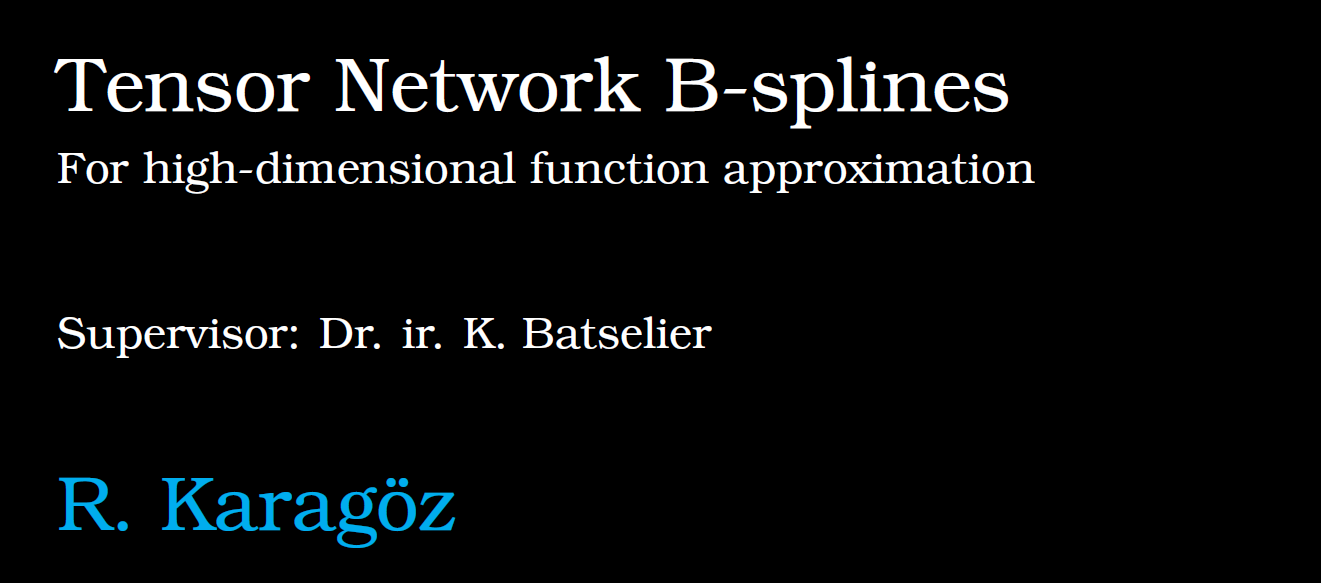 Tensor Network B-splines
For high-dimensional function approximation
Supervisor: Dr. ir. K. Batselier
R. Karagöz